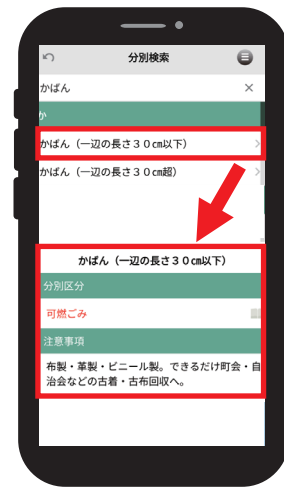 分別検索
かばん
か
かばん（一辺の長さ３０㎝以下）
かばん（一辺の長さ３０㎝超）
かばん（一辺の長さ３０㎝以下）
分別区分
可燃ごみ
注意事項
布製・革製・ビニール製。できるだけ町会・自
治会などの古着・古布回収へ。